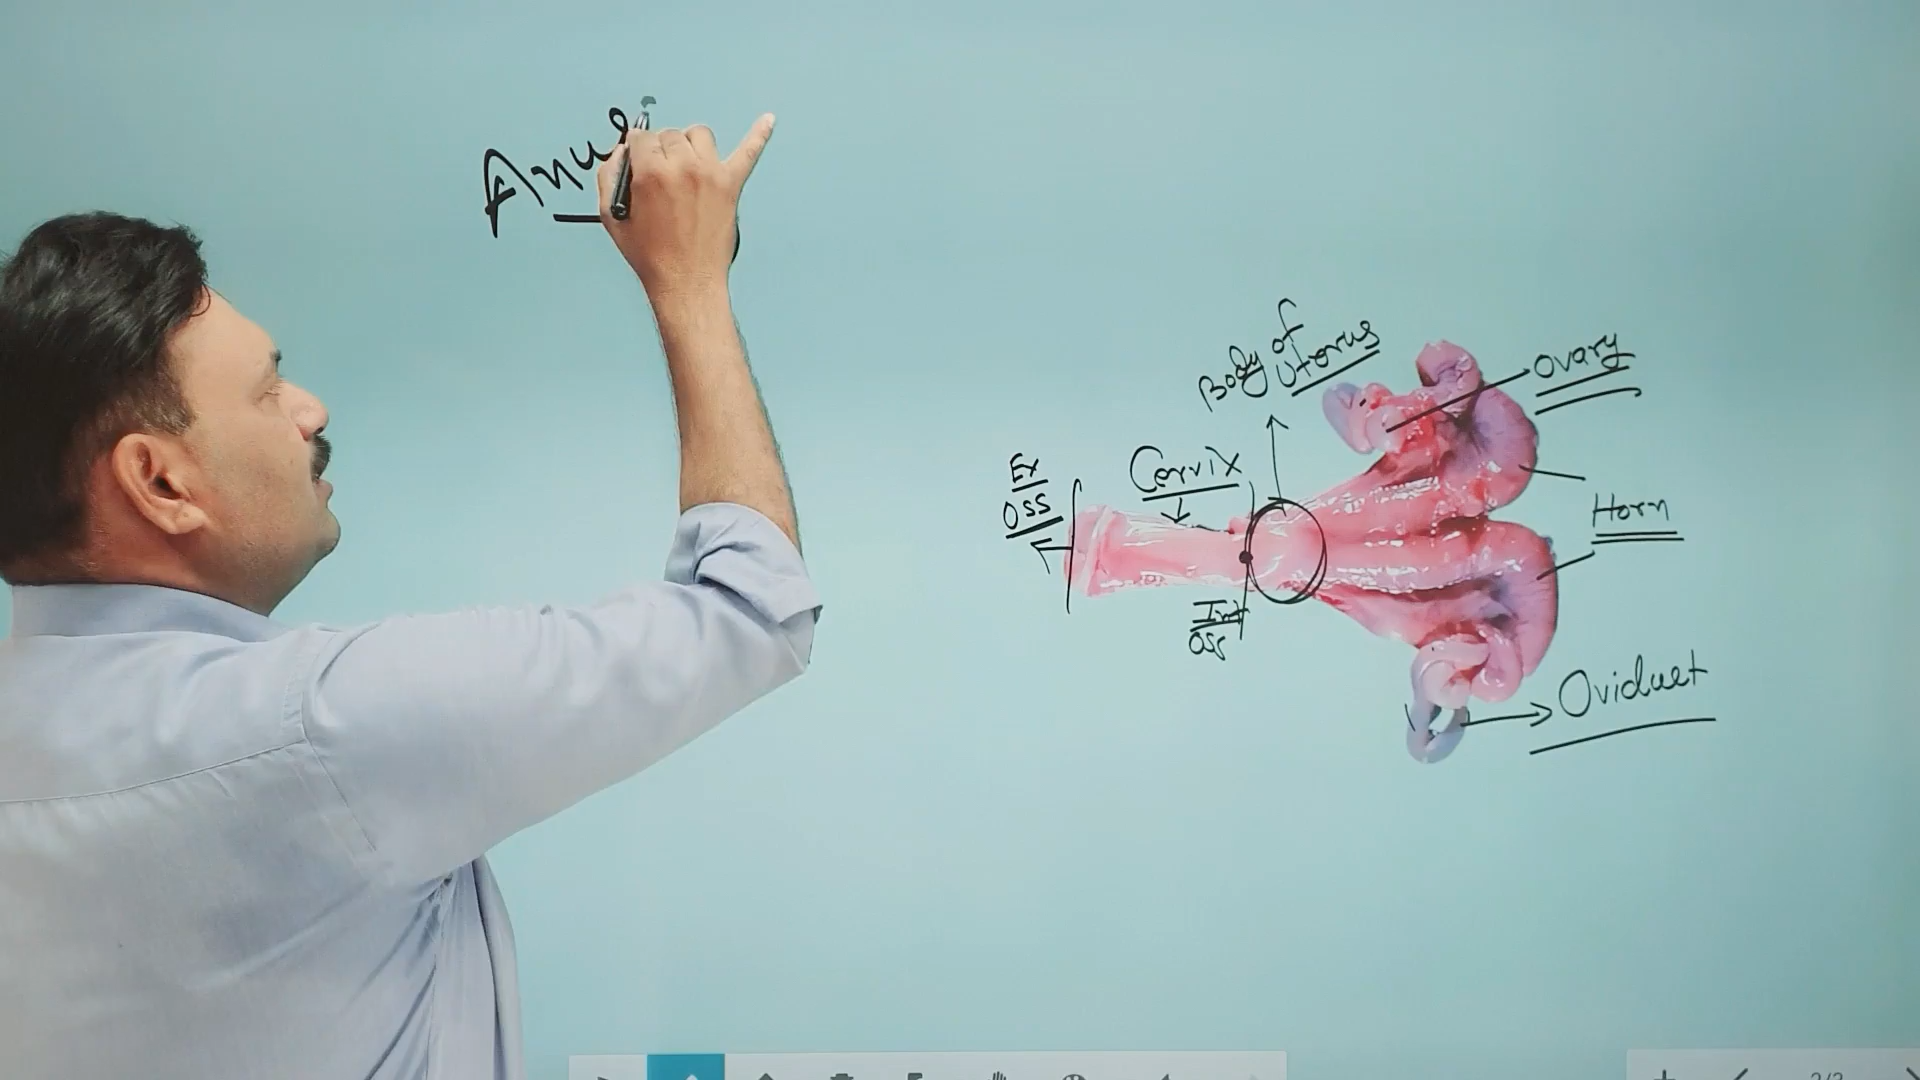 Anu
Body of
Uterus
Ovary
Cervix
Ex
Oss
Horn
Int
Oss
Oviduct